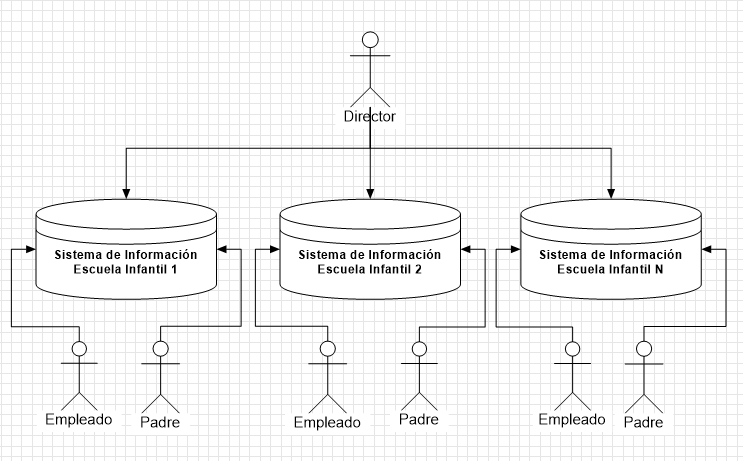 Director
Sistema de Información
Escuela Infantil 1
Sistema de Información
Escuela Infantil 2
Sistema de Información
Escuela Infantil N
Empleado
Padre
Empleado
Padre
Empleado
Padre